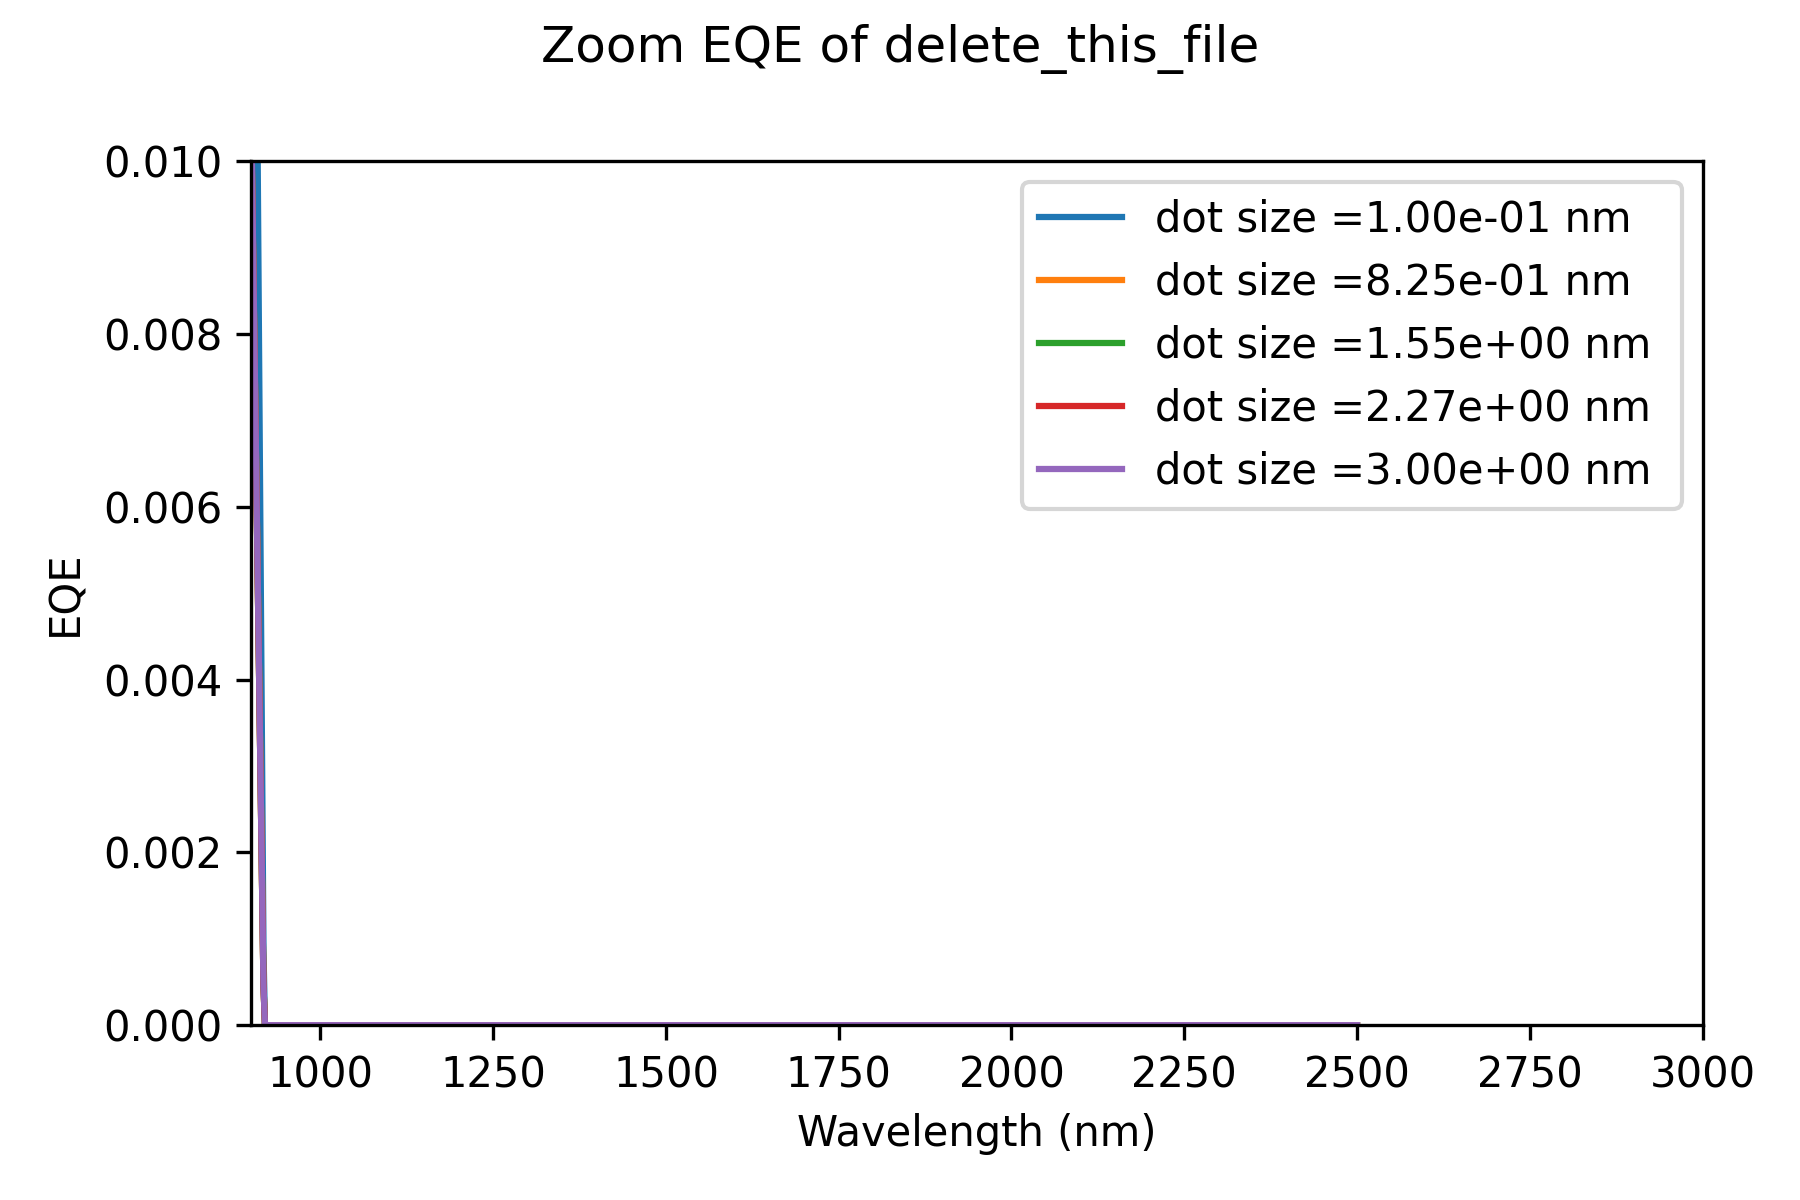 Zoom EQE of delete_this_file
0.010
0.008
0.006
0.004
0.002
0.000
EQE
dot size =1.00e-01 nm
dot size =8.25e-01 nm
dot size =1.55e+00 nm
dot size =2.27e+00 nm
dot size =3.00e+00 nm
1000 1250 1500 1750 2000 2250 2500 2750 3000
Wavelength (nm)